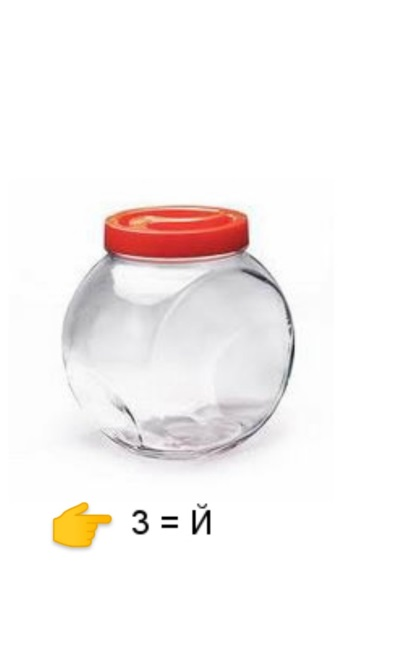 3 = Й